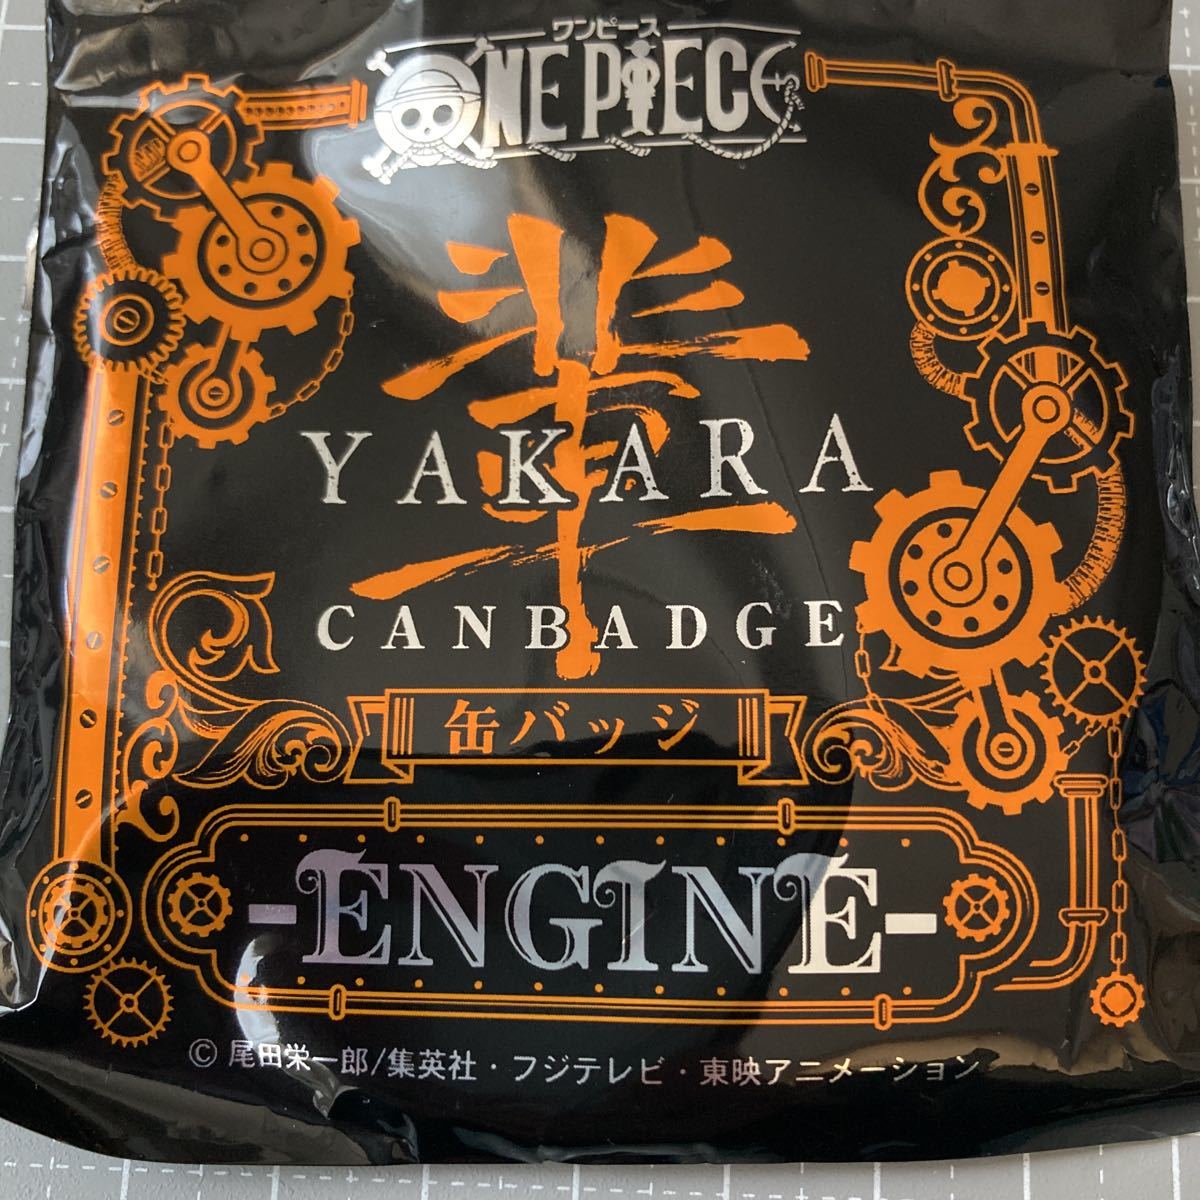 ワンピース
ONE PIECE
輩
YAKARA
CANBADGE
缶バッジ
-ENGINE-
© 尾田栄一郎/集英社・フジテレビ・東映アニメーション